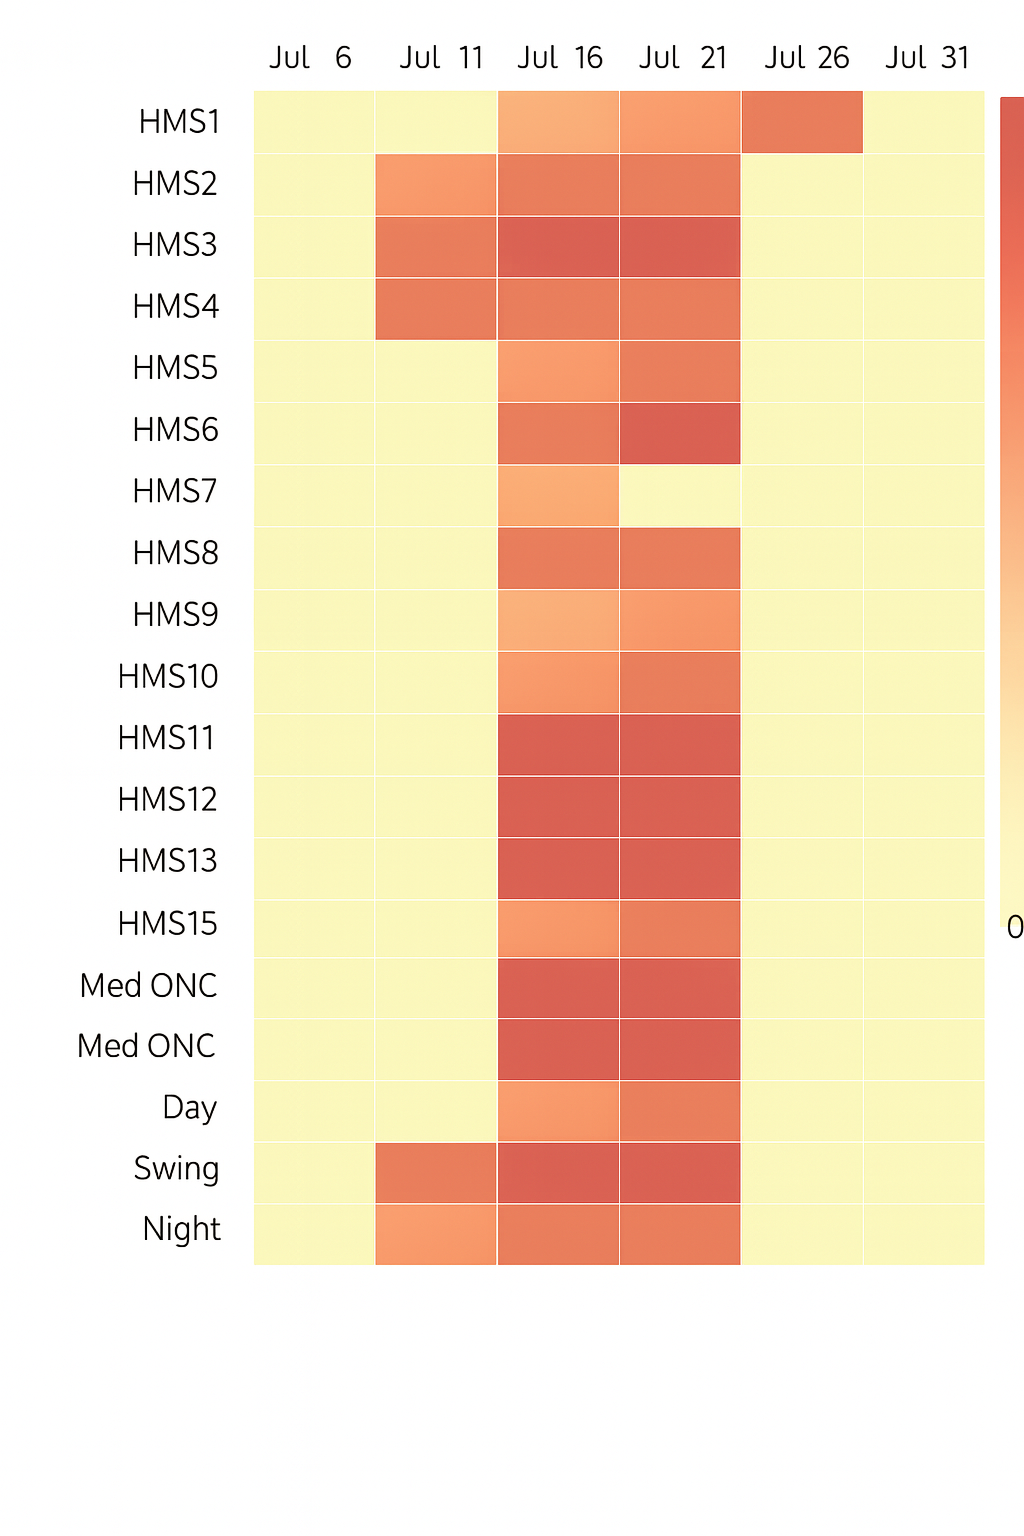 Jul 6 Jul 11 Jul 16 Jul 21 Jul 26 Jul 31
HMS1
HMS2
HMS3
HMS4
HMS5
HMS6
HMS7
HMS8
HMS9
HMS10
HMS11
HMS12
HMS13
HMS15
0
Med ONC
Med ONC
Day
Swing
Night